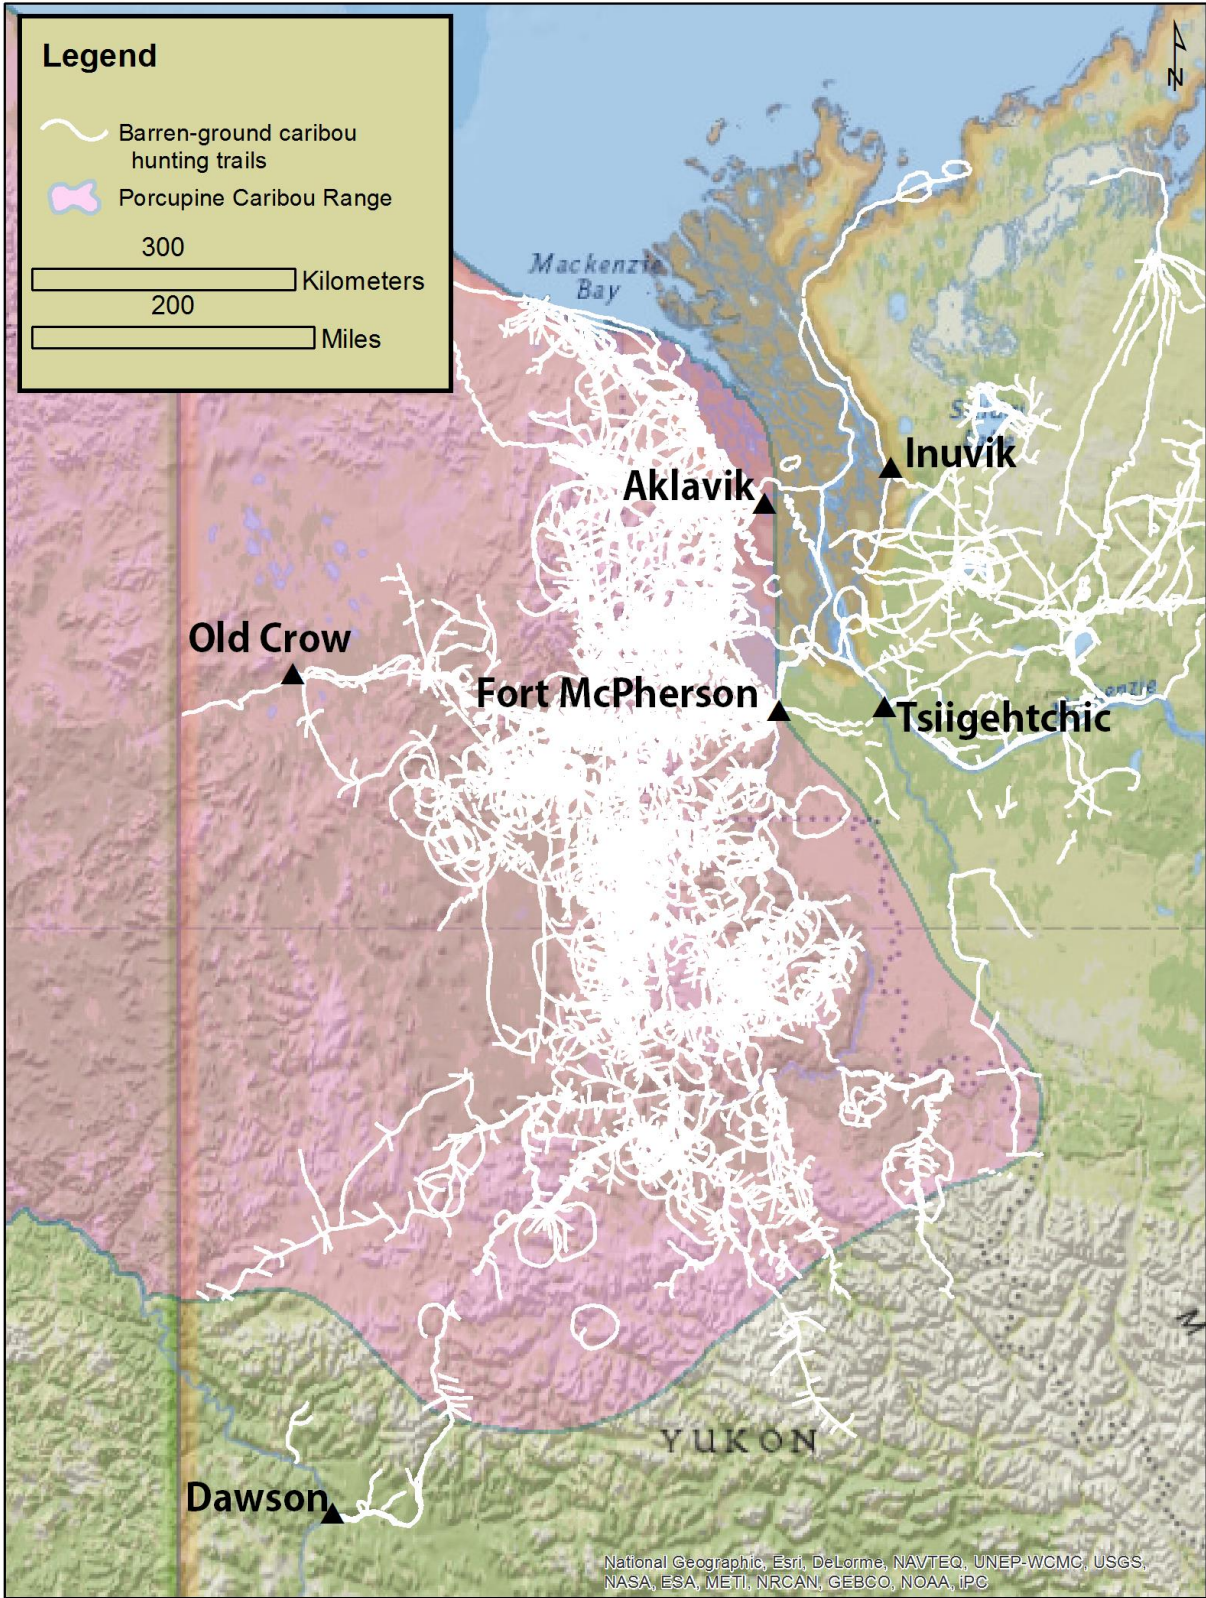 Legend
Barren-ground caribou
hunting trails
Porcupine Caribou Range
300
Kilometers
200
Miles
N
Mackenzie
Bay
Inuvik
Aklavik
Old Crow
Fort McPherson
Tsiigehtchic
YUKON
M
Dawson
National Geographic, Esri, DeLorme, NAVTEQ, UNEP-WCMC, USGS,
NASA, ESA, METI, NRCAN, GEBCO, NOAA, iPC